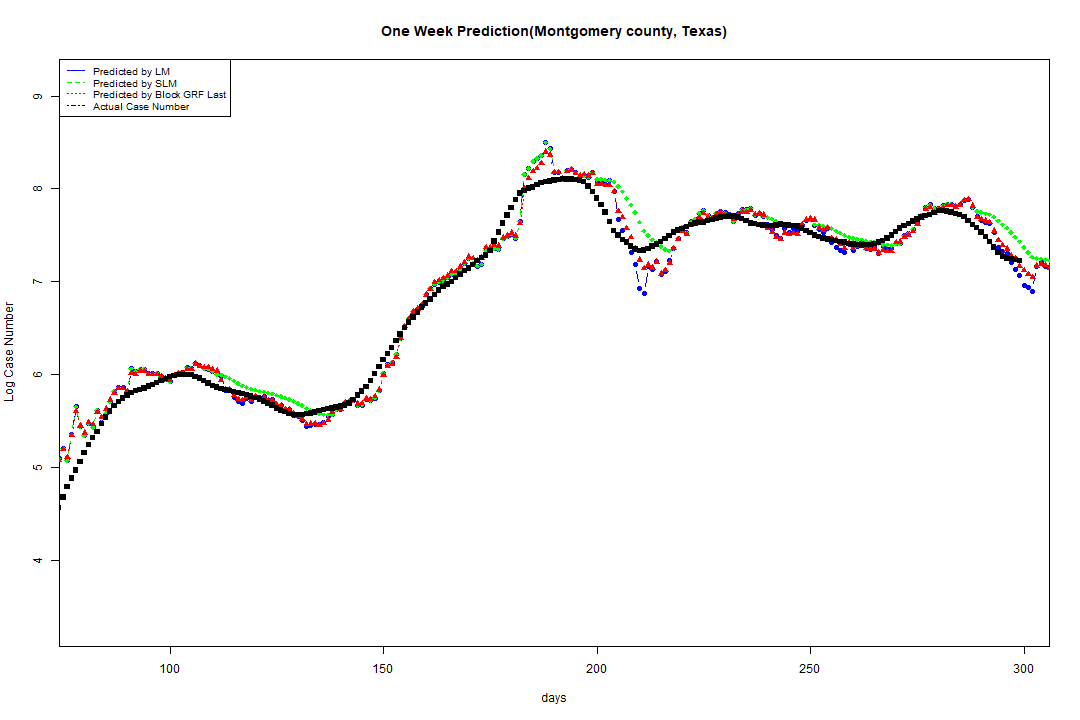 One Week Prediction(Montgomery county, Texas)
Predicted by LM
Predicted by SLM
Predicted by Block GRF Last
Actual Case Number
9
8
7
6
5
4
Log Case Number
100 150 200 250 300
days